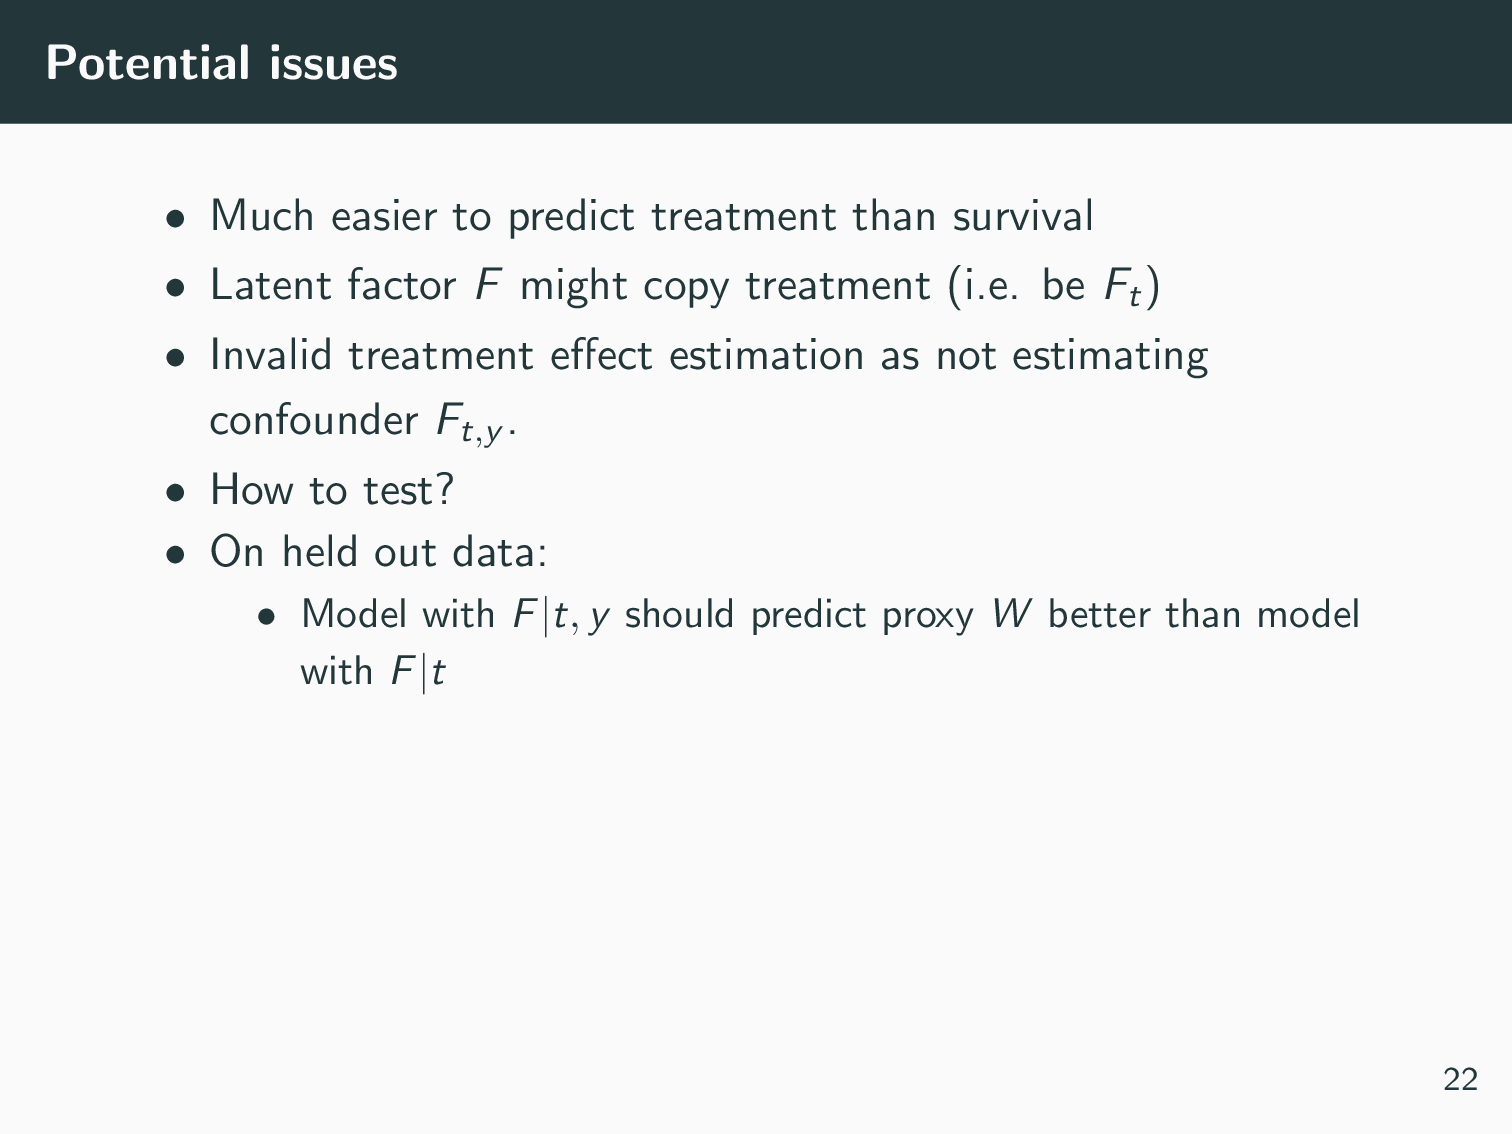 Potential issues
• Much easier to predict treatment than survival
• Latent factor F might copy treatment (i.e. be F_t)
• Invalid treatment effect estimation as not estimating
confounder F_{t,y}.
• How to test?
• On held out data:
• Model with F|t, y should predict proxy W better than model
with F|t
22